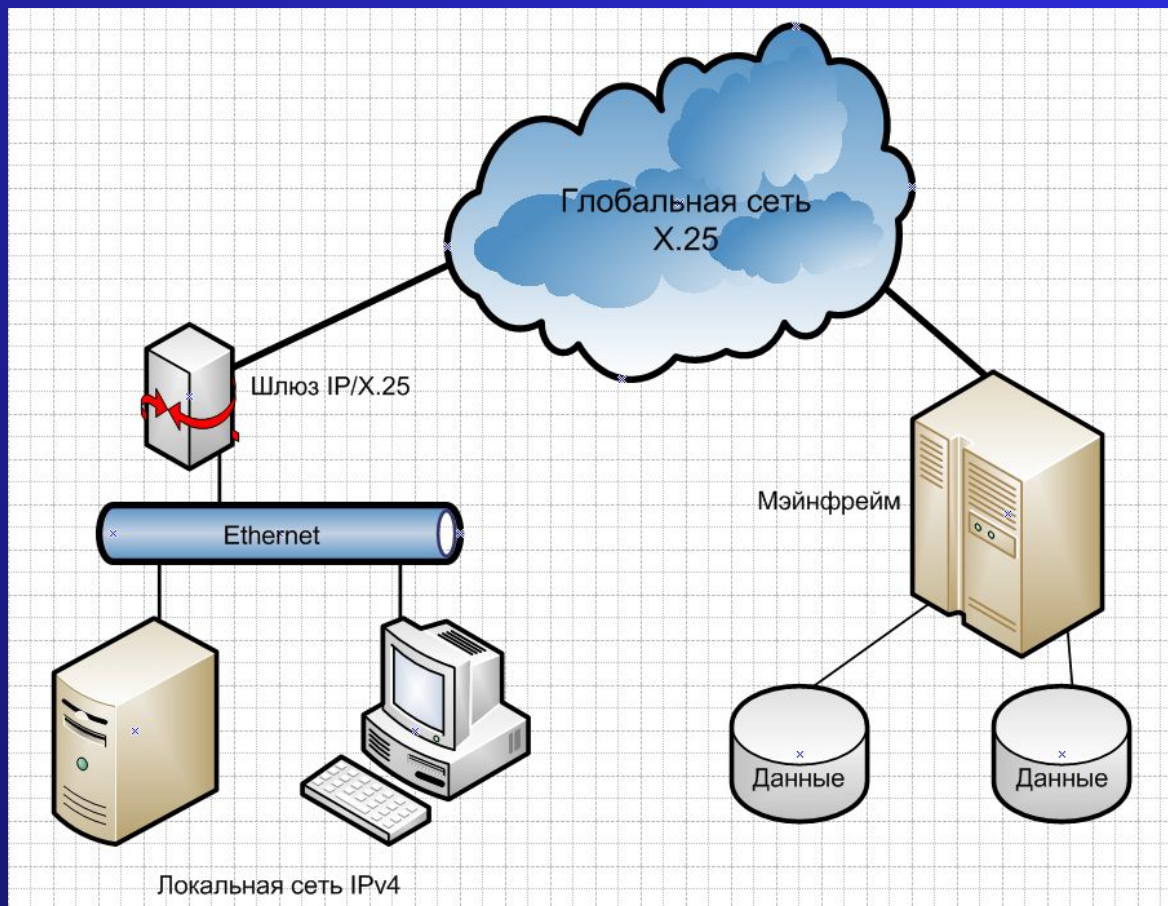 Глобальная сеть
X.25
Шлюз IP/X.25
Мэйнфрейм
Ethernet
Данные
Данные
Локальная сеть IPv4